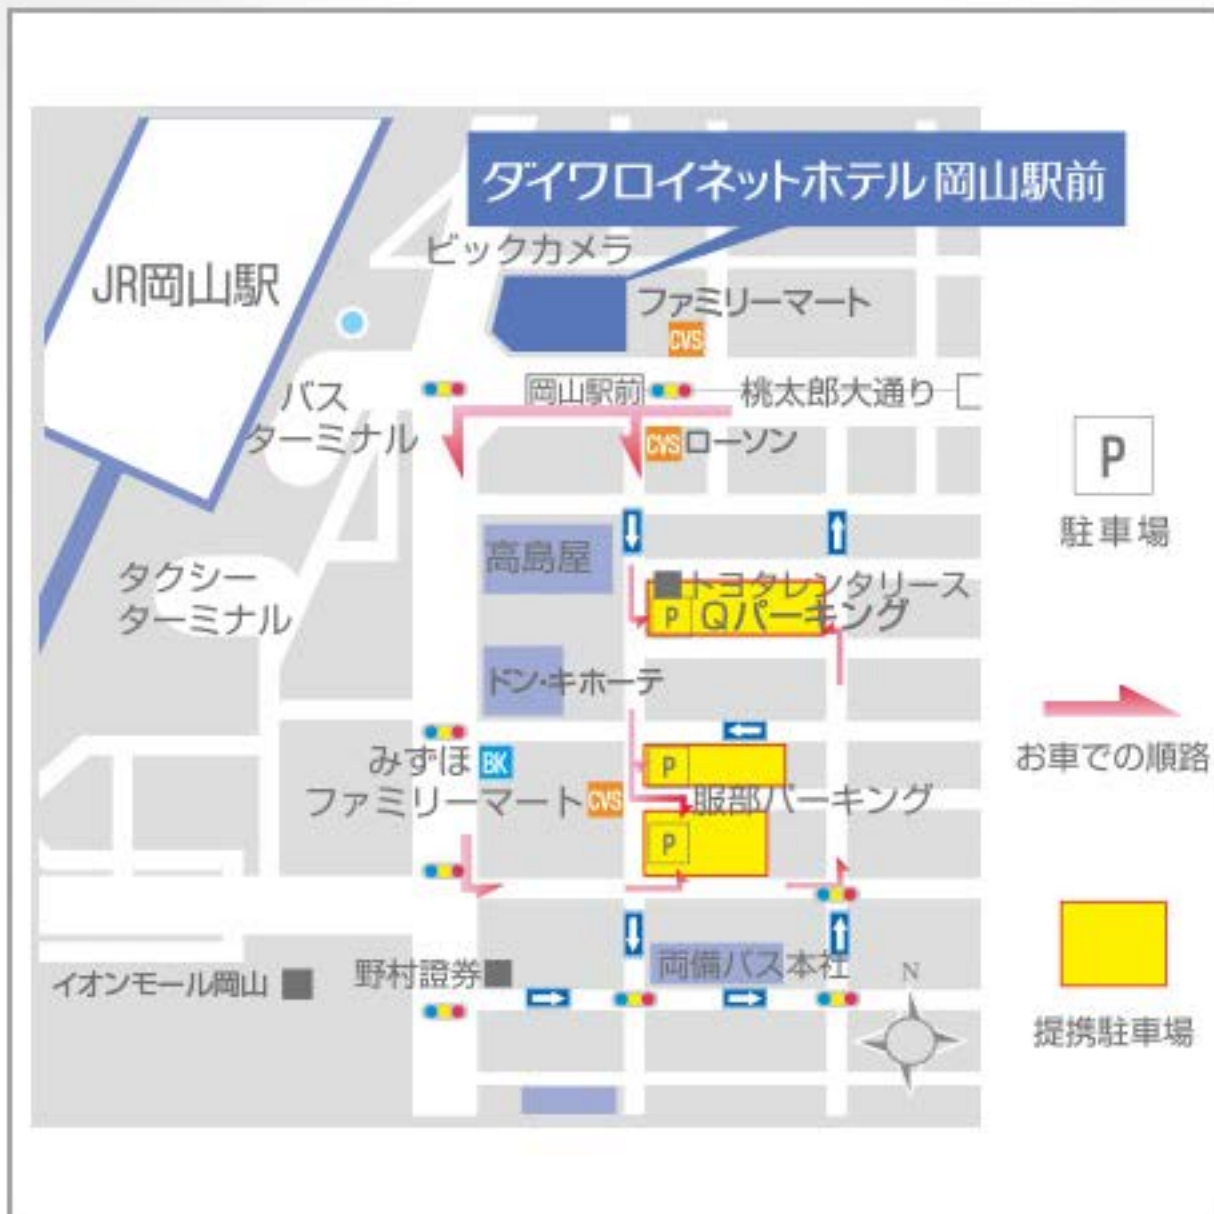 ダイワロイネットホテル 岡山駅前
ビックカメラ
JR岡山駅
ファミリーマート
CVS
バス
ターミナル
岡山駅前
桃太郎大通り
CVS
ローソン
P
駐車場
高島屋
タクシー
ターミナル
トヨタレンタリース
P
Qパーキング
ドン・キホーテ
お車での順路
みずほ
BK
P
ファミリーマート
CVS
服部パーキング
P
両備バス本社
イオンモール岡山
野村證券
N
提携駐車場